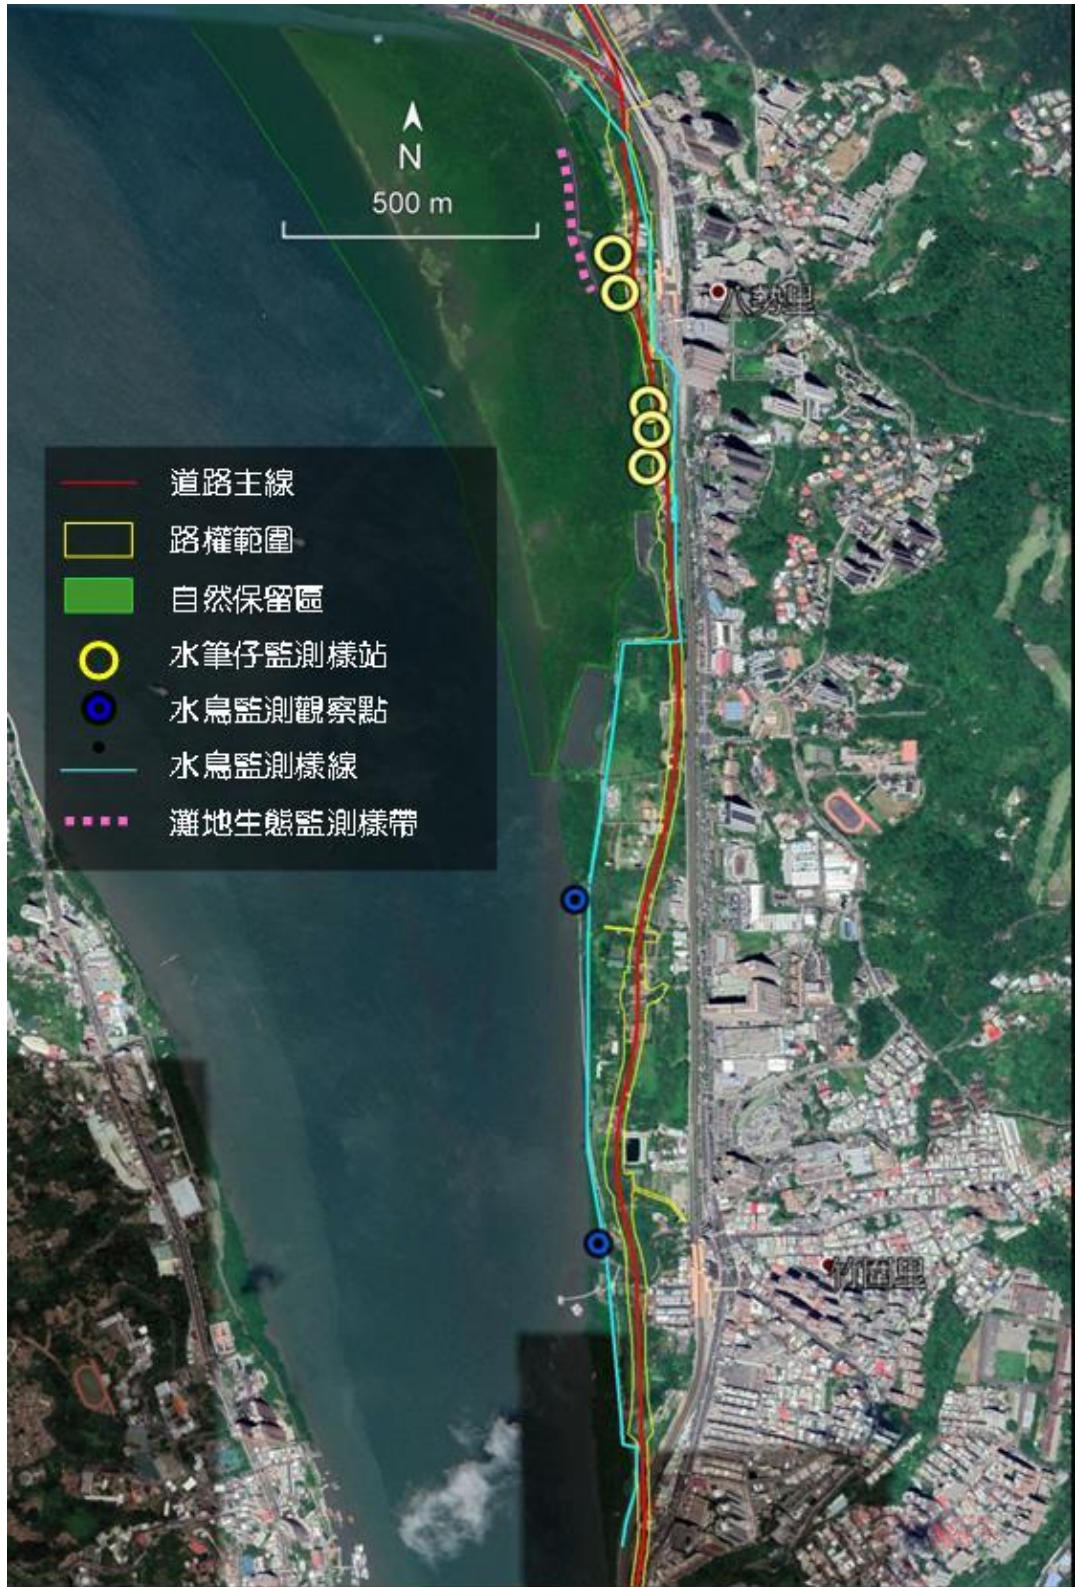 N
500 m
八勢里
道路主線
路權範圍
自然保留區
水筆仔監測樣站
水鳥監測觀察點
水鳥監測樣線
灘地生態監測樣帶
竹圍里